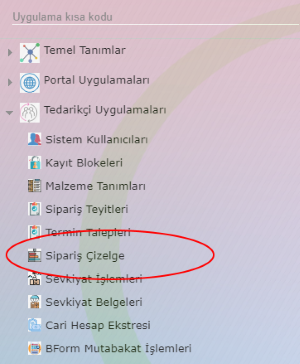 Uygulama kısa kodu
Temel Tanımlar
Portal Uygulamaları
Tedarikçi Uygulamaları
Sistem Kullanıcıları
Kayıt Blokeleri
Malzeme Tanımları
Sipariş Teyitleri
Termin Talepleri
Sipariş Çizelge
Sevkiyat İşlemleri
Sevkiyat Belgeleri
Cari Hesap Ekstresi
BForm Mutabakat İşlemleri